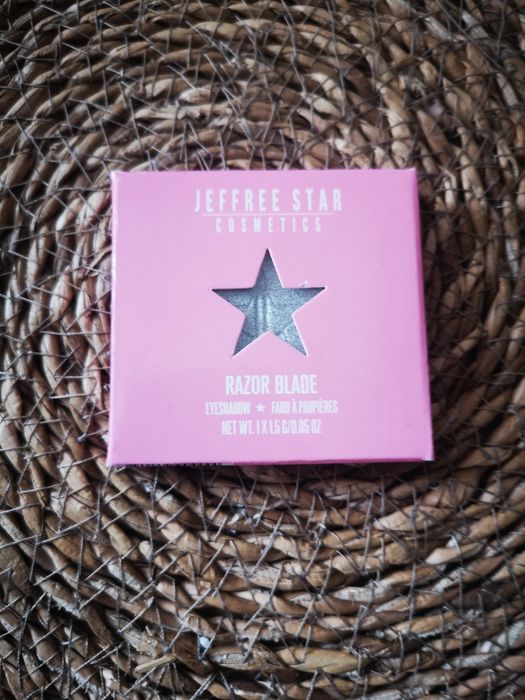 JEFFREE STAR
COSMETICS
RAZOR BLADE
EYESHADOW ★ FARD À PAUPIÈRES
NET WT. 1 X 1.5 G/0.05 OZ